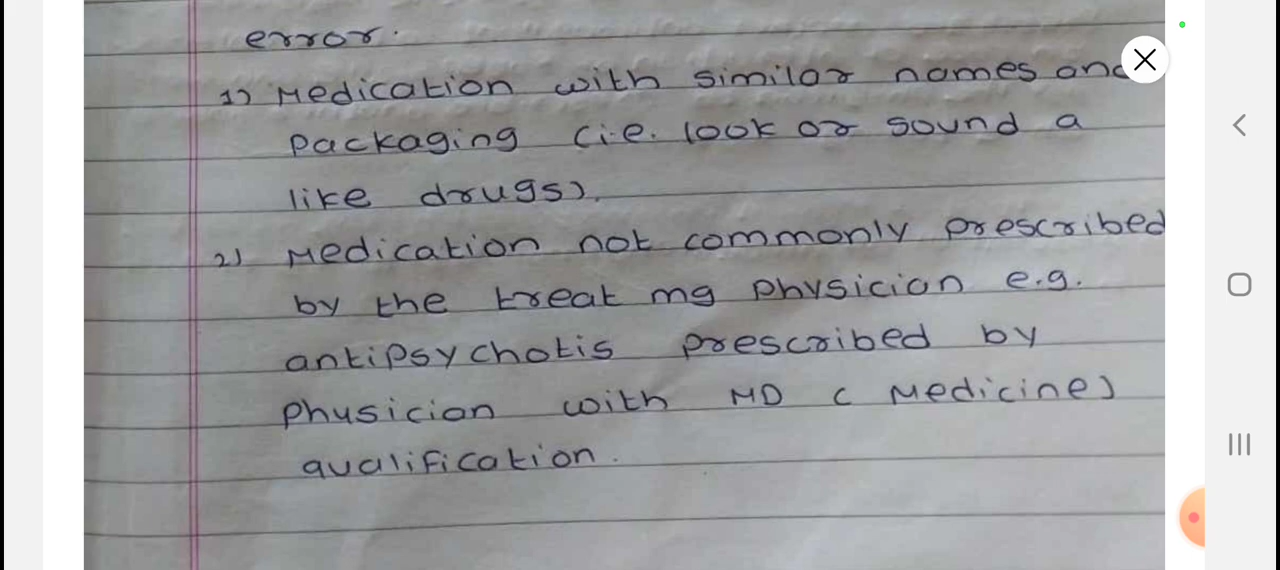 error.
1) Medication with similar names and
Packaging (i.e. look or sound a
like drugs).
2) Medication not commonly prescribed
by the treat mg physician e.g.
antipsychotis prescribed by
physician with MD (Medicine)
qualification.